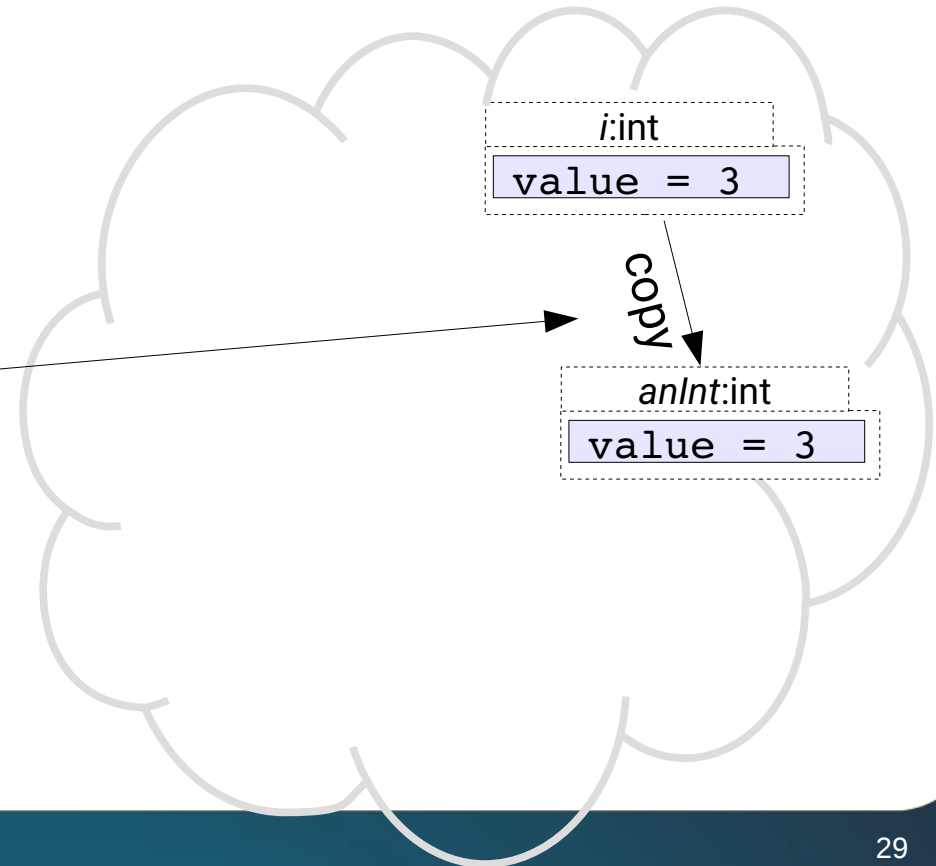 i:int
value = 3
copy
anInt:int
value = 3
29